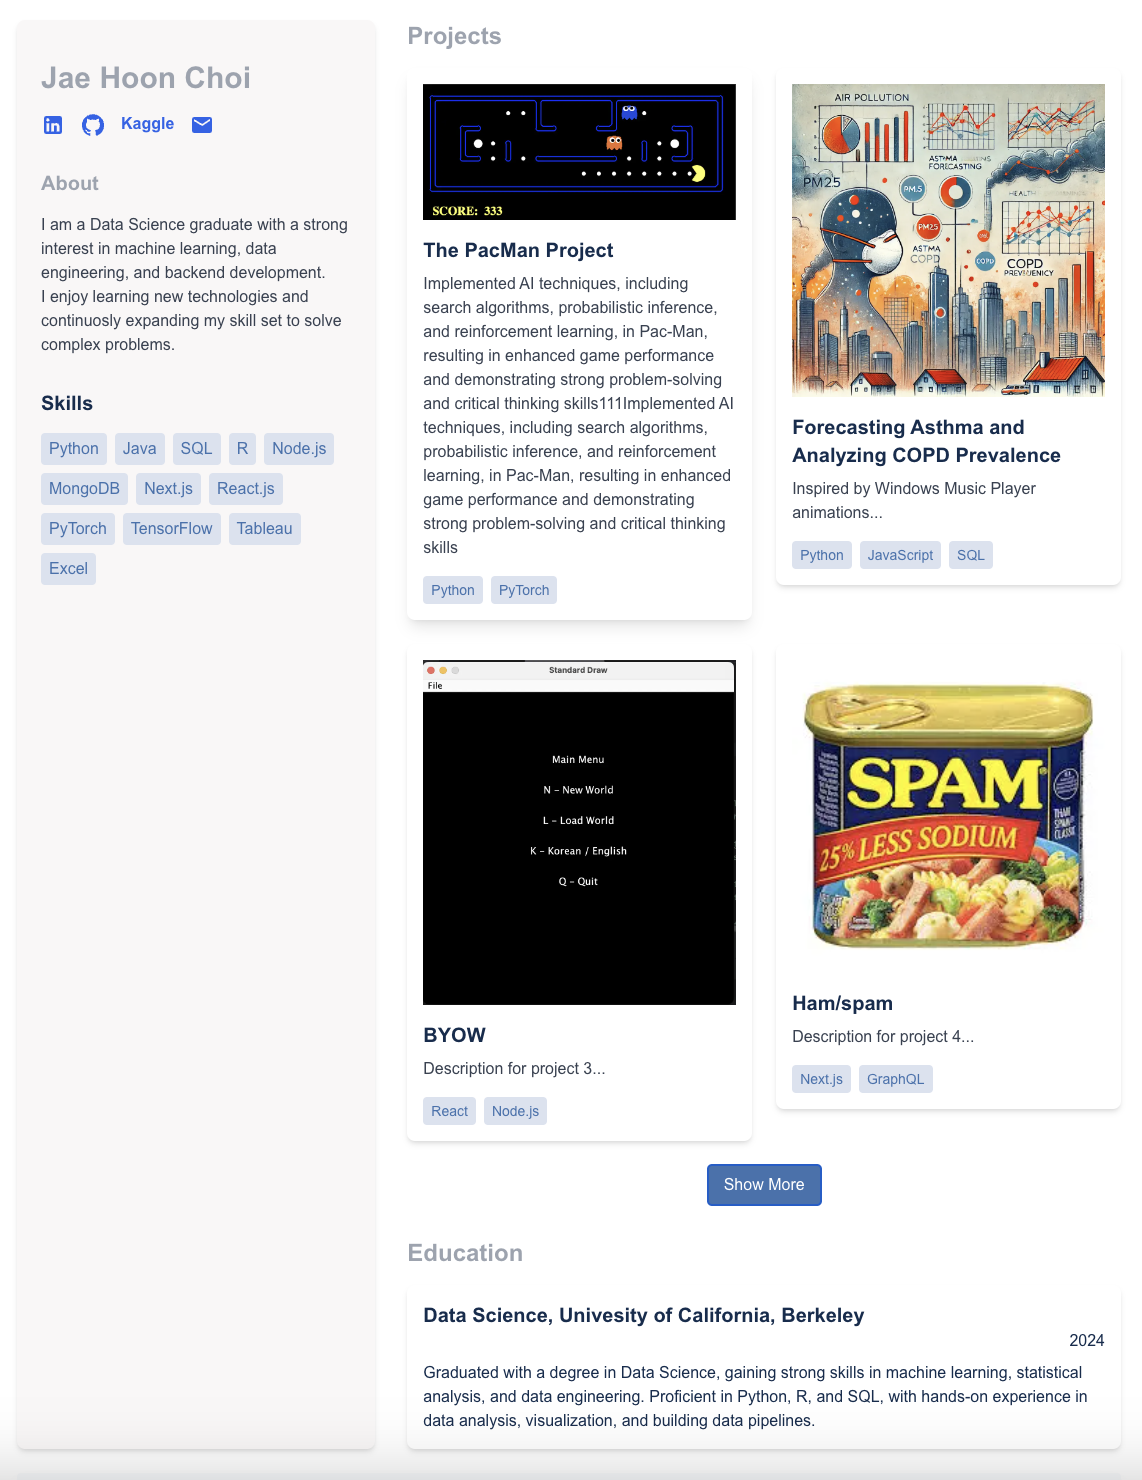 Jae Hoon Choi
Kaggle
About
I am a Data Science graduate with a strong
interest in machine learning, data
engineering, and backend development.
I enjoy learning new technologies and
continuosly expanding my skill set to solve
complex problems.
Skills
Python Java SQL R Node.js
MongoDB Next.js React.js
PyTorch TensorFlow Tableau
Excel
Projects
SCORE: 333
The PacMan Project
Implemented AI techniques, including
search algorithms, probabilistic inference,
and reinforcement learning, in Pac-Man,
resulting in enhanced game performance
and demonstrating strong problem-solving
and critical thinking skills111Implemented AI
techniques, including search algorithms,
probabilistic inference, and reinforcement
learning, in Pac-Man, resulting in enhanced
game performance and demonstrating
strong problem-solving and critical thinking
skills
Python PyTorch
AIR POLLUTION
FORECASTING
PM2.5
PM.5
PM25
ASTMA
COPD
HEALTH
COPD
COPD
Forecasting Asthma and
Analyzing COPD Prevalence
Inspired by Windows Music Player
animations...
Python JavaScript SQL
Standard Draw
File
Main Menu
N - New World
L - Load World
K - Korean / English
Q - Quit
BYOW
Description for project 3...
React Node.js
SPAM
25% LESS SODIUM
THAN
SPAM
CLASSIC
Ham/spam
Description for project 4...
Next.js GraphQL
Show More
Education
Data Science, Univesity of California, Berkeley
2024
Graduated with a degree in Data Science, gaining strong skills in machine learning, statistical
analysis, and data engineering. Proficient in Python, R, and SQL, with hands-on experience in
data analysis, visualization, and building data pipelines.